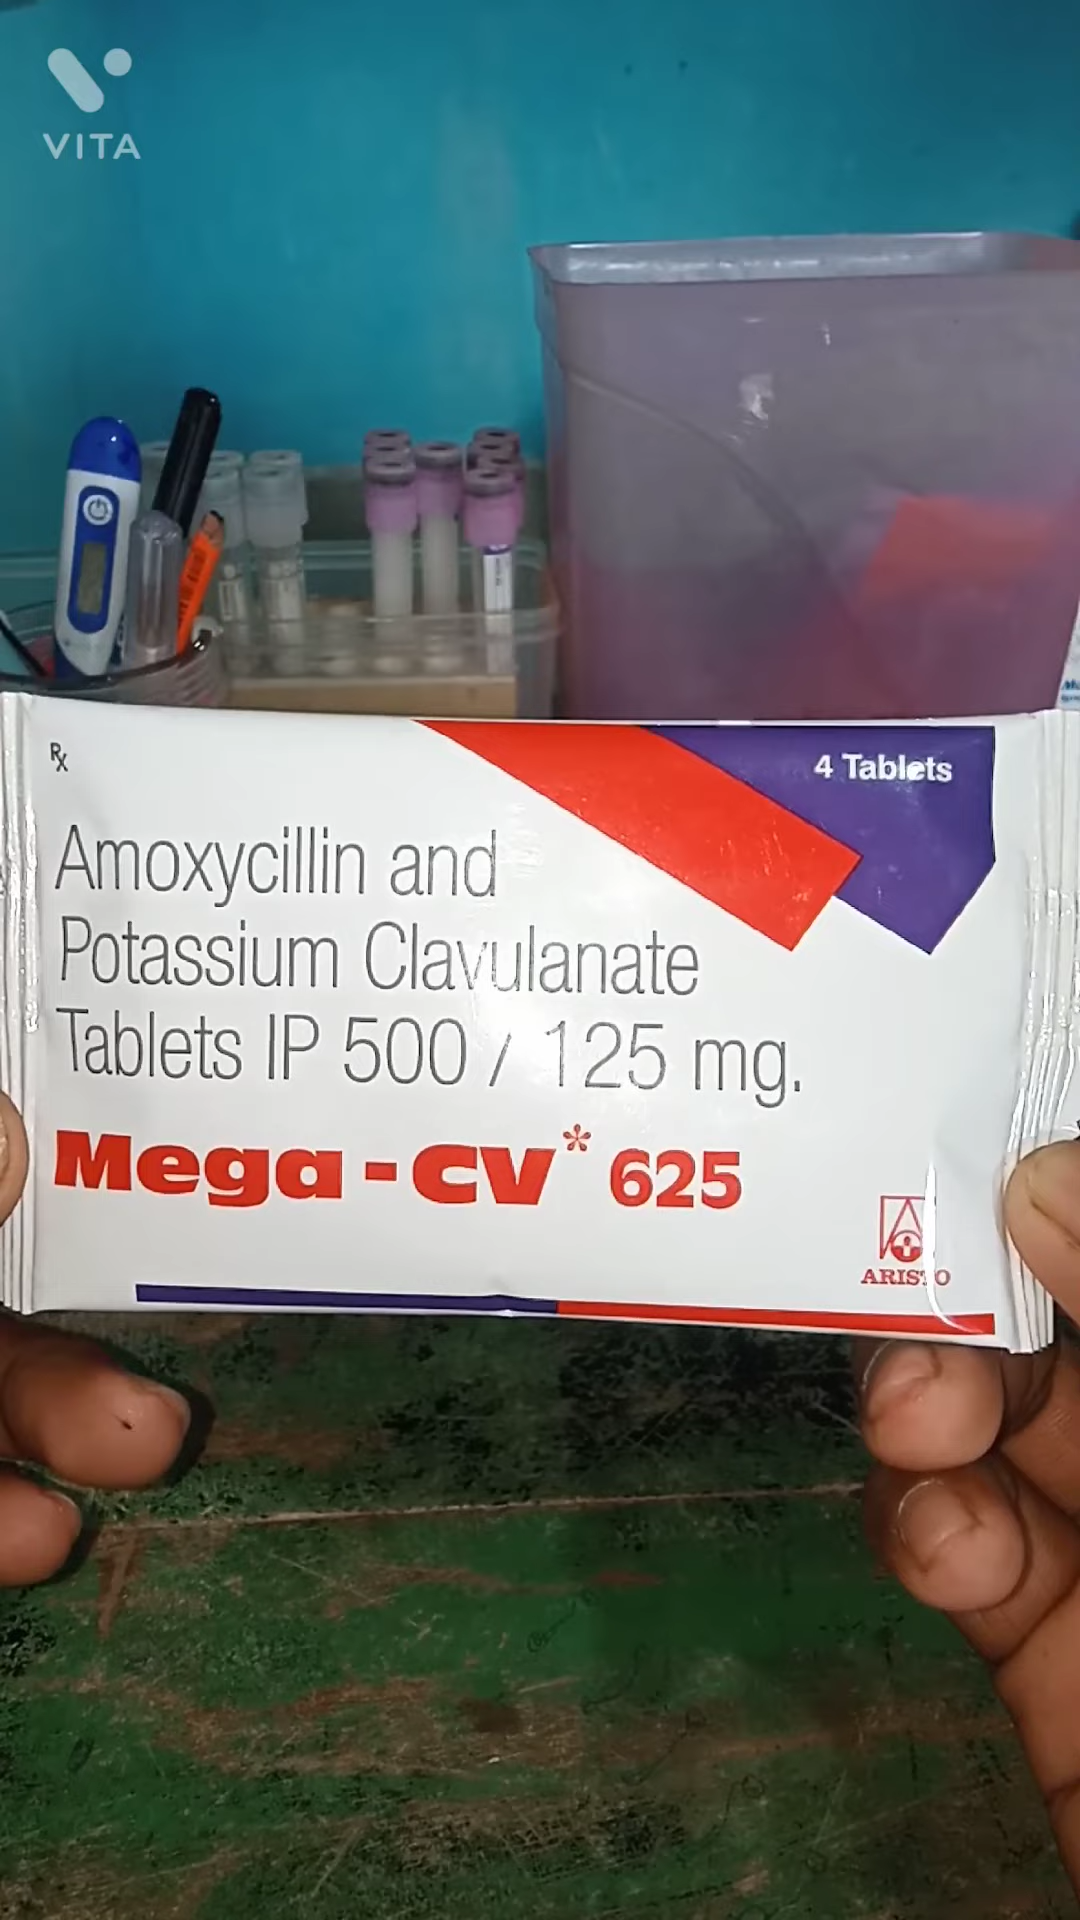 VITA
Rx
4 Tablets
Amoxycillin and
Potassium Clavulanate
Tablets IP 500 / 125 mg.
Mega-CV* 625
ARISTO